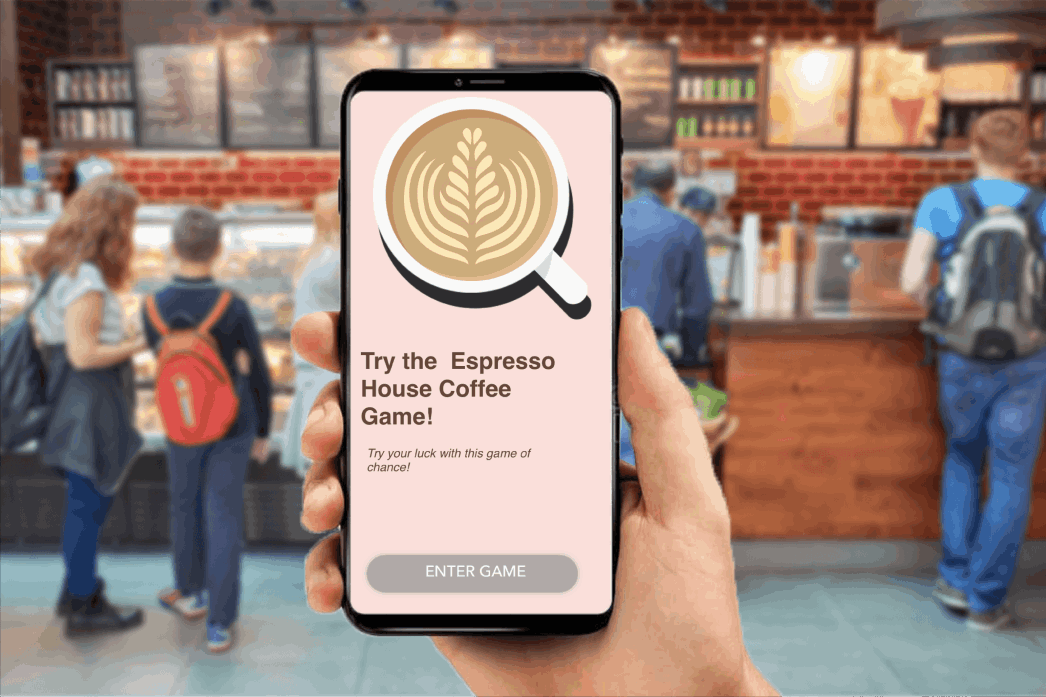 Try the  Espresso
House Coffee
Game!
Try your luck with this game of
chance!
ENTER GAME